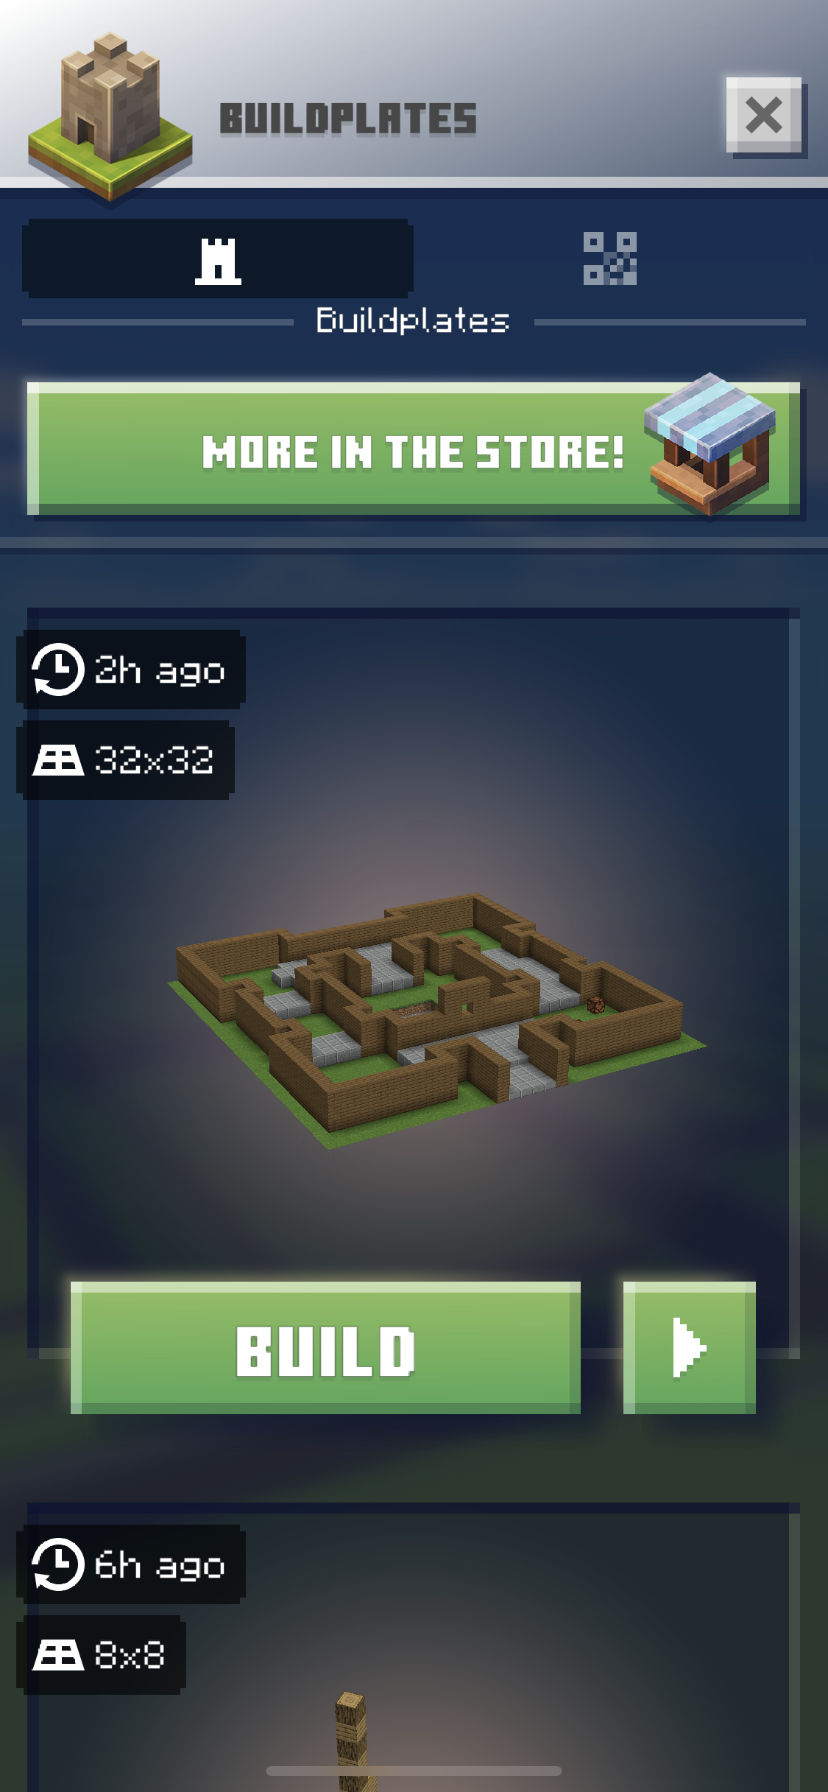 BUILDPLATES
Buildplates
MORE IN THE STORE!
2h ago
32x32
BUILD
6h ago
8x8